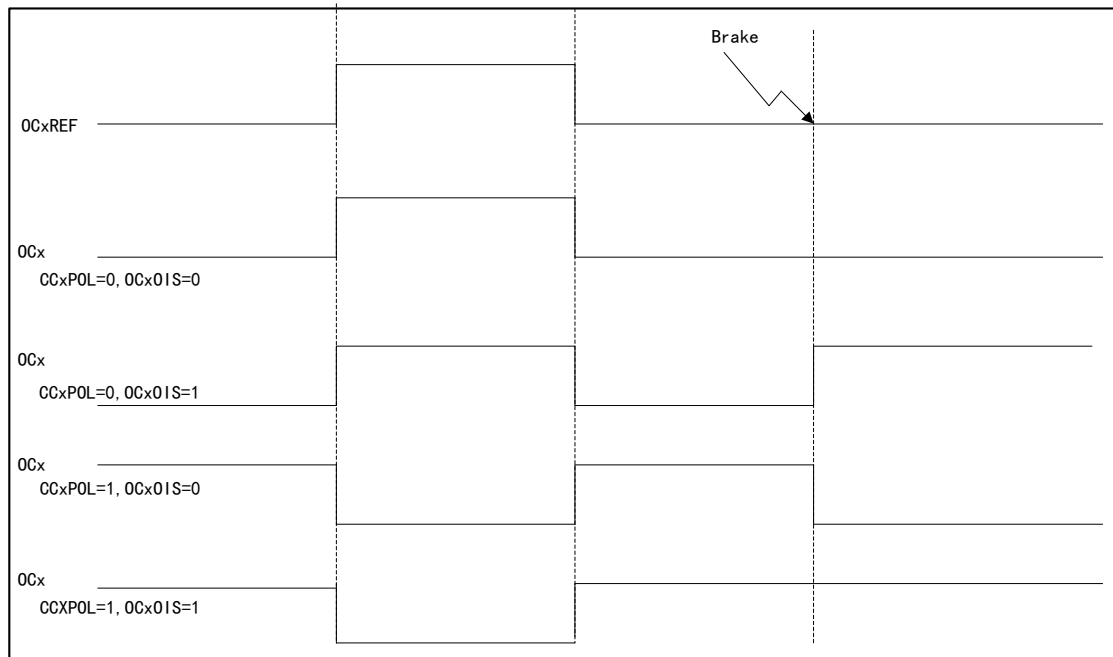 Brake
OCxREF
OCx
CCxPOL=0,OCxOIS=0
OCx
CCxPOL=0,OCxOIS=1
OCx
CCxPOL=1,OCxOIS=0
OCx
CCXPOL=1,OCxOIS=1